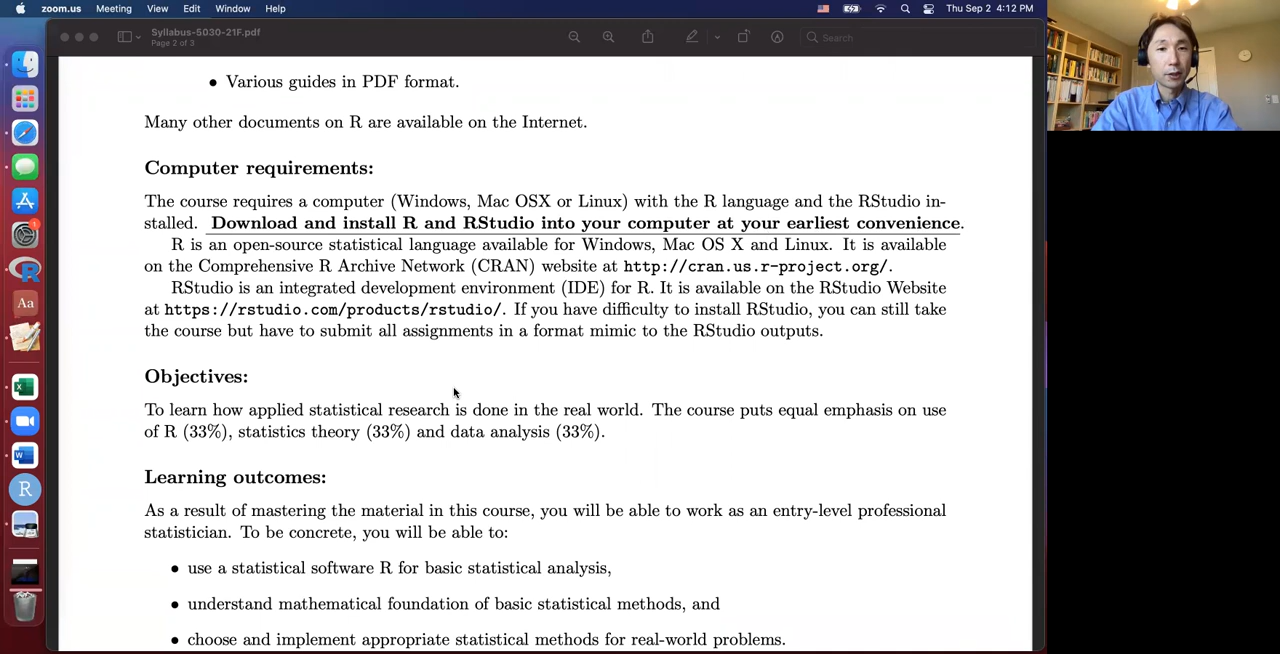 zoom.us Meeting View Edit Window Help Thu Sep 2 4:12 PM
Syllabus-5030-21F.pdf
Page 2 of 3
Search
• Various guides in PDF format.
Many other documents on R are available on the Internet.
Computer requirements:
The course requires a computer (Windows, Mac OSX or Linux) with the R language and the RStudio in-
stalled. Download and install R and RStudio into your computer at your earliest convenience.
R is an open-source statistical language available for Windows, Mac OS X and Linux. It is available
on the Comprehensive R Archive Network (CRAN) website at http://cran.us.r-project.org/.
RStudio is an integrated development environment (IDE) for R. It is available on the RStudio Website
at https://rstudio.com/products/rstudio/. If you have difficulty to install RStudio, you can still take
the course but have to submit all assignments in a format mimic to the RStudio outputs.
Objectives:
To learn how applied statistical research is done in the real world. The course puts equal emphasis on use
of R (33%), statistics theory (33%) and data analysis (33%).
Learning outcomes:
As a result of mastering the material in this course, you will be able to work as an entry-level professional
statistician. To be concrete, you will be able to:
• use a statistical software R for basic statistical analysis,
• understand mathematical foundation of basic statistical methods, and
• choose and implement appropriate statistical methods for real-world problems.
1
R
Aa
X
W
R